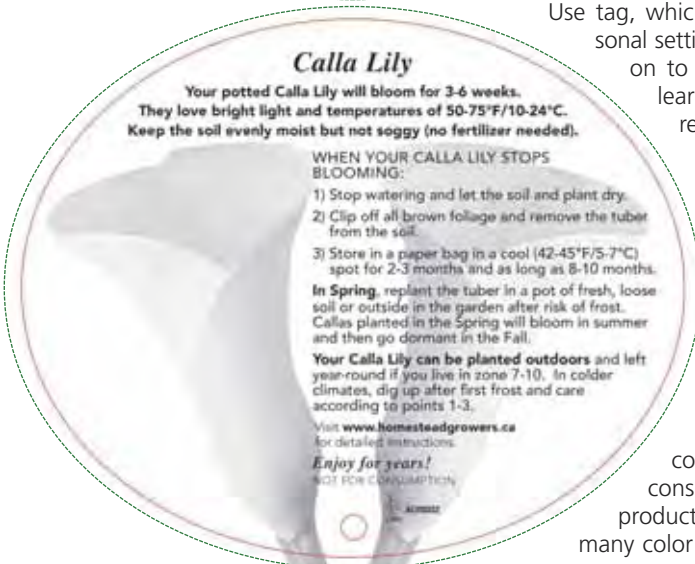 Use tag, whic
sonal setti
on to
lear
re
Calla Lily
Your potted Calla Lily will bloom for 3-6 weeks.
They love bright light and temperatures of 50-75°F/10-24°C.
Keep the soil evenly moist but not soggy (no fertilizer needed).
WHEN YOUR CALLA LILY STOPS
BLOOMING:
1) Stop watering and let the soil and plant dry.
2) Clip off all brown foliage and remove the tuber
from the soil.
3) Store in a paper bag in a cool (42-45°F/5-7°C)
spot for 2-3 months and as long as 8-10 months.
In Spring, replant the tuber in a pot of fresh, loose
soil or outside in the garden after risk of frost.
Callas planted in the Spring will bloom in summer
and then go dormant in the Fall.
Your Calla Lily can be planted outdoors and left
year-round if you live in zone 7-10. In colder
climates, dig up after first frost and care
according to points 1-3.
Visit www.homesteadgrowers.ca
for detailed instructions.
Enjoy for years!
NOT FOR CONSUMPTION
co
cons
product
many color